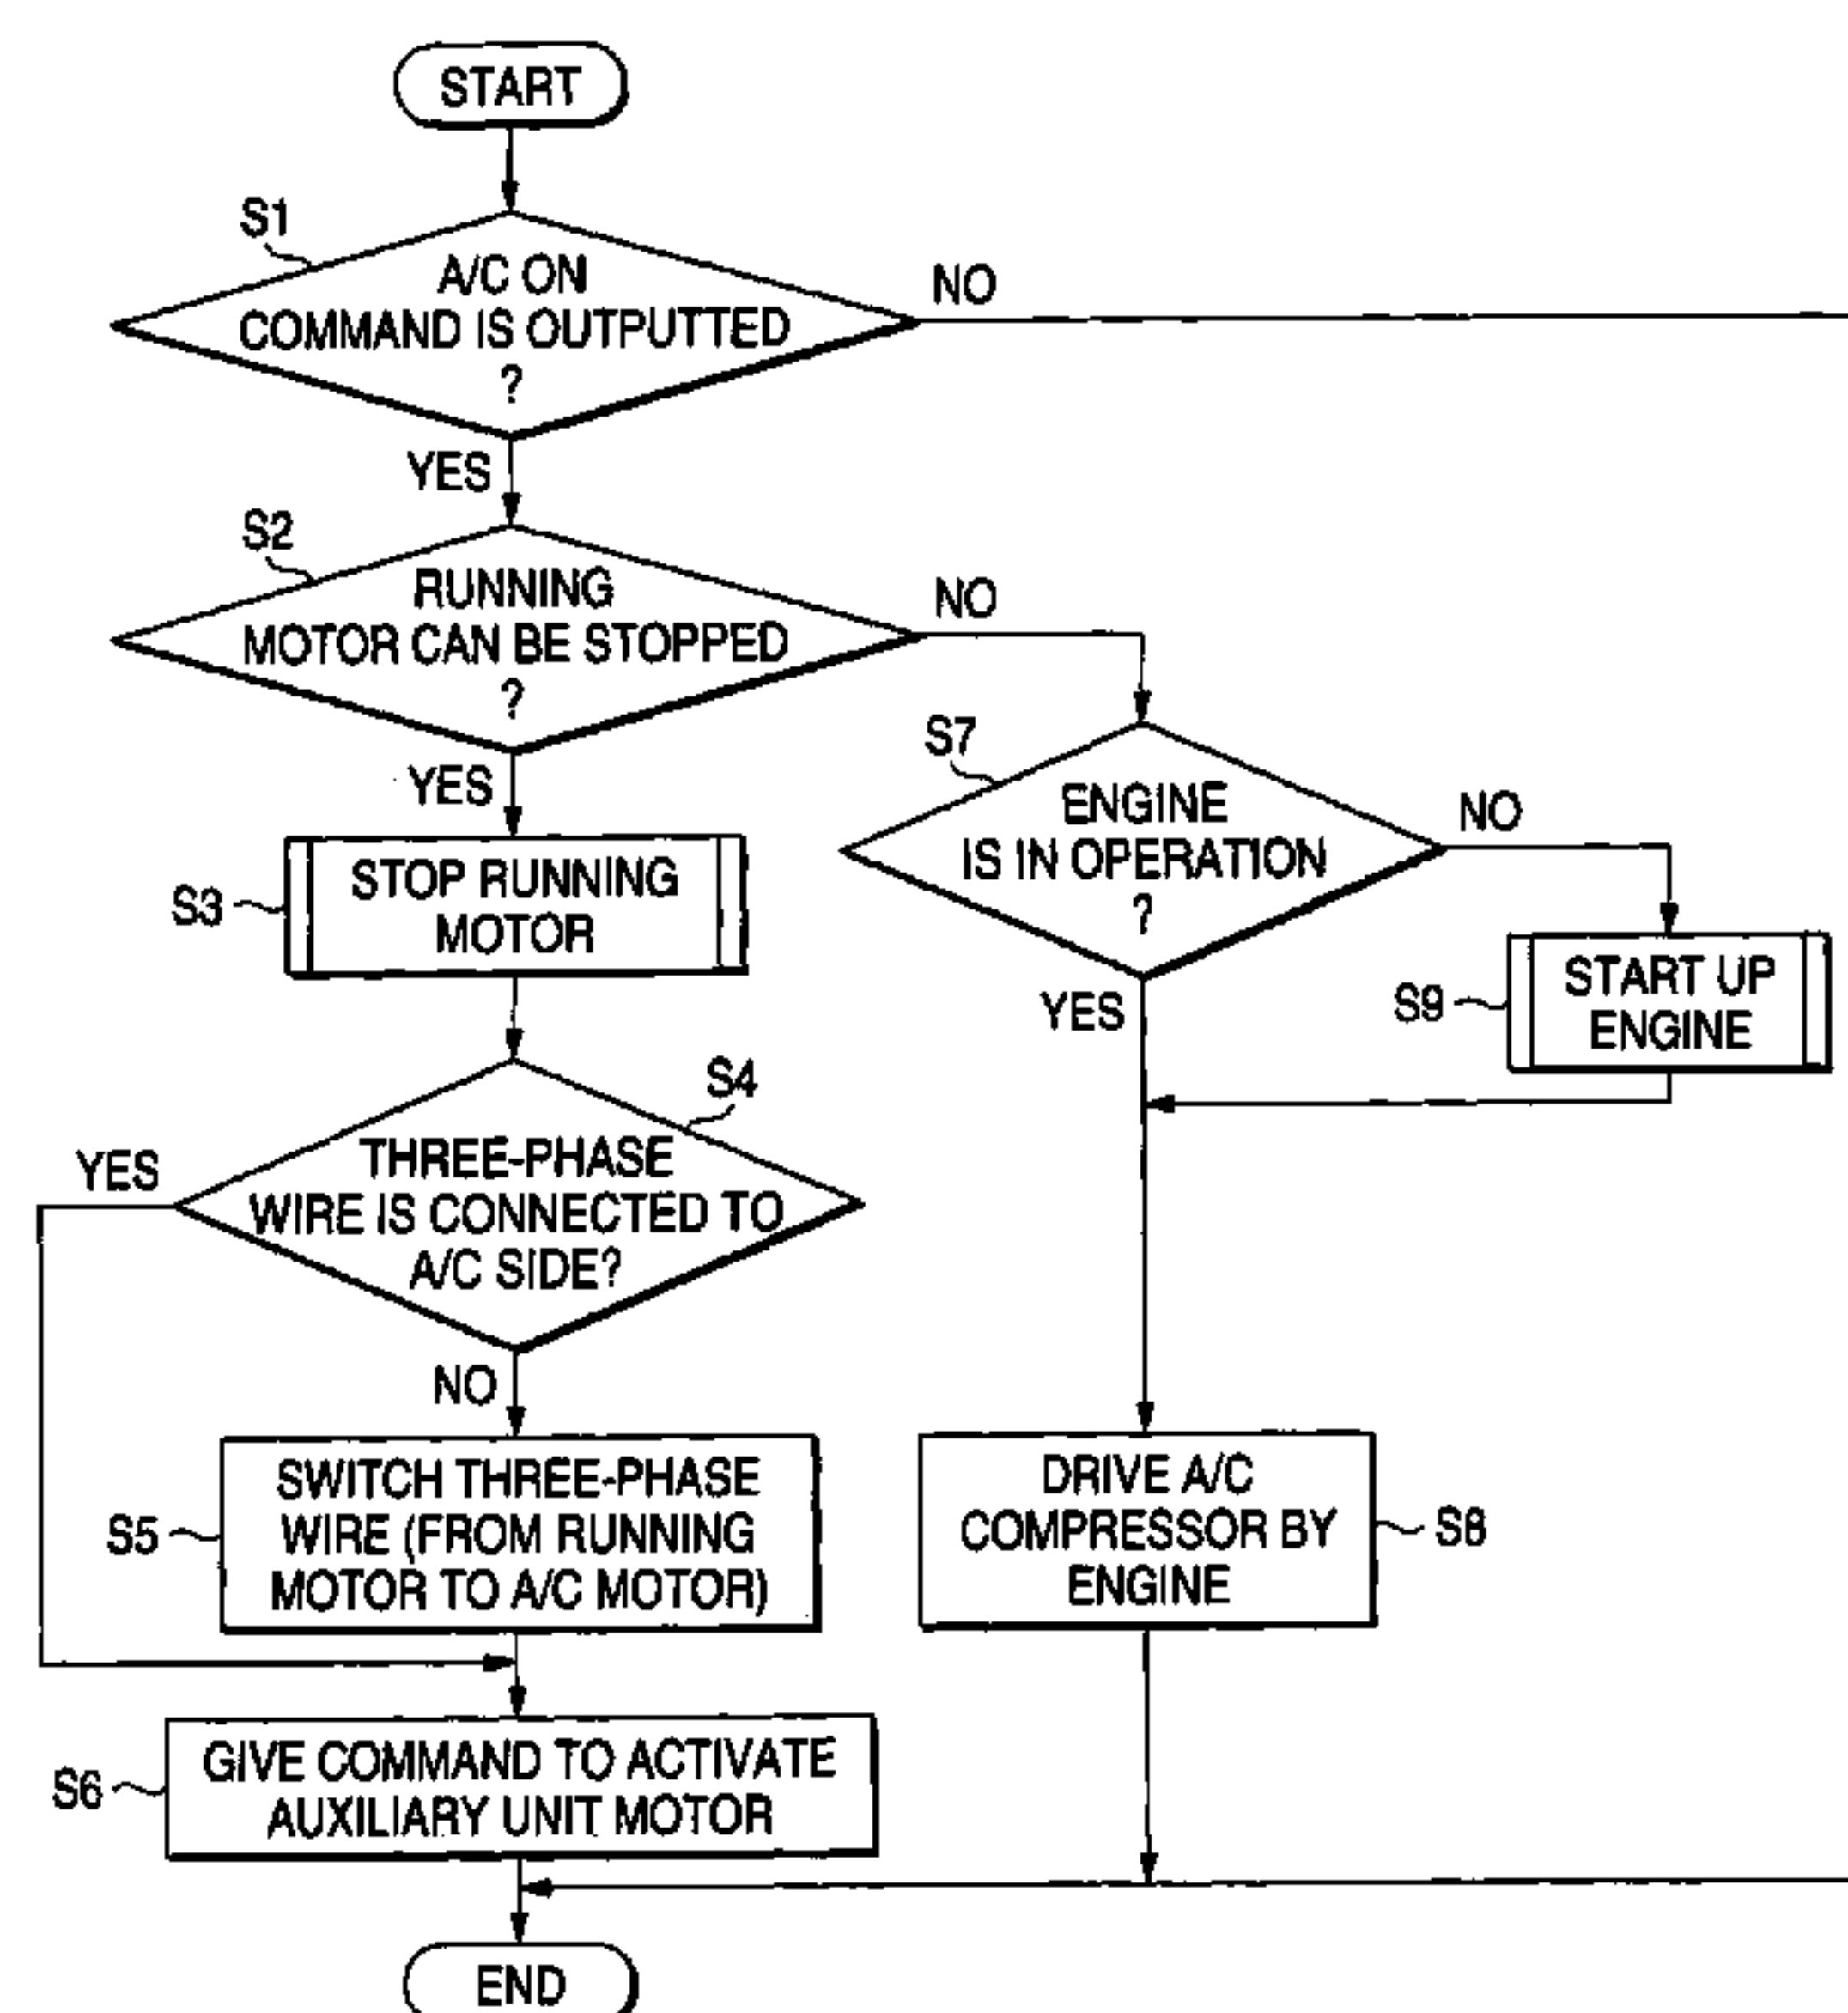 START
S1
A/C ON
COMMAND IS OUTPUTTED
?
NO
YES
S2
RUNNING
MOTOR CAN BE STOPPED
?
NO
YES
S7
ENGINE
IS IN OPERATION
?
NO
YES
S3
STOP RUNNING
MOTOR
S9
START UP
ENGINE
S4
THREE-PHASE
WIRE IS CONNECTED TO
A/C SIDE?
YES
NO
S5
SWITCH THREE-PHASE
WIRE (FROM RUNNING
MOTOR TO A/C MOTOR)
DRIVE A/C
COMPRESSOR BY
ENGINE
S8
S6
GIVE COMMAND TO ACTIVATE
AUXILIARY UNIT MOTOR
END